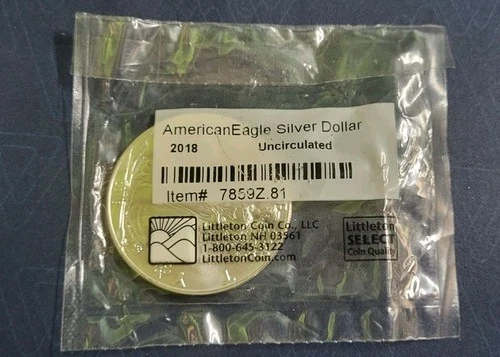 AmericanEagle Silver Dollar
2018 Uncirculated
Item# 7859Z.81
Littleton Coin Co., LLC
Littleton NH 03561
1-800-645-3122
LittletonCoin.com
Littleton
SELECT
Coin Quality